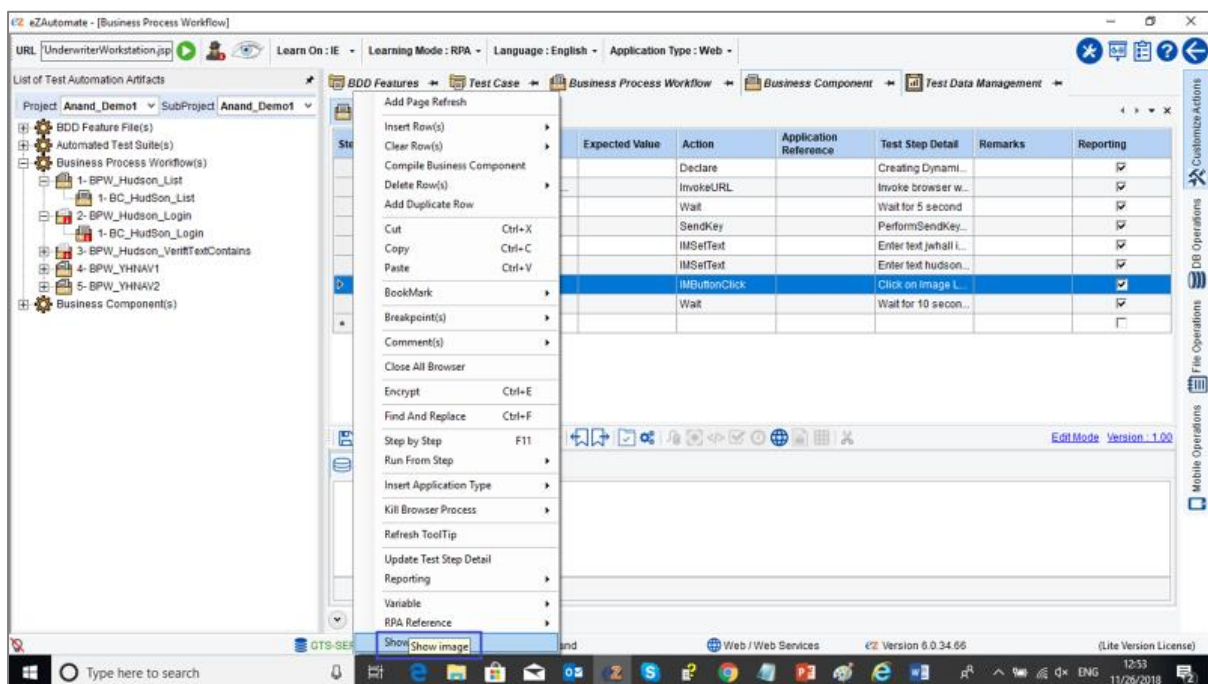 eZ eZAutomate - [Business Process Workflow]
URL 'UnderwriterWorkstation.jsp Learn On : IE Learning Mode : RPA Language : English Application Type : Web
List of Test Automation Artifacts
BDD Features Test Case Business Process Workflow Business Component Test Data Management
Project Anand_Demo1 SubProject Anand_Demo1
BDD Feature File(s)
Automated Test Suite(s)
Business Process Workflow(s)
1- BPW_Hudson_List
1- BC_HudSon_List
2- BPW_Hudson_Login
1- BC_HudSon_Login
3- BPW_Hudson_VerifTextContains
4- BPW_YHNAV1
5- BPW_YHNAV2
Business Component(s)
Add Page Refresh
Insert Row(s)
Clear Row(s)
Compile Business Component
Delete Row(s)
Add Duplicate Row
Cut Ctrl+X
Copy Ctrl+C
Paste Ctrl+V
BookMark
Breakpoint(s)
Comment(s)
Close All Browser
Encrypt Ctrl+E
Find And Replace Ctrl+F
Step by Step F11
Run From Step
Insert Application Type
Kill Browser Process
Refresh ToolTip
Update Test Step Detail
Reporting
Variable
RPA Reference
Show
Show image
Ste Expected Value Action Application Reference Test Step Detail Remarks Reporting
Declare Creating Dynami...
InvokeURL Invoke browser w...
Wait Wait for 5 second
SendKey PerformSendKey...
IMSetText Enter text jwhall i...
IMSetText Enter text hudson...
IMButtonClick Click on Image L...
Wait Wait for 10 secon...
Edit Mode Version : 1.00
Customize Actions
DB Operations
File Operations
Mobile Operations
GTS-SER and Web / Web Services eZ Version 6.0.34.66 (Lite Version License)
Type here to search
ENG
12:53
11/26/2018